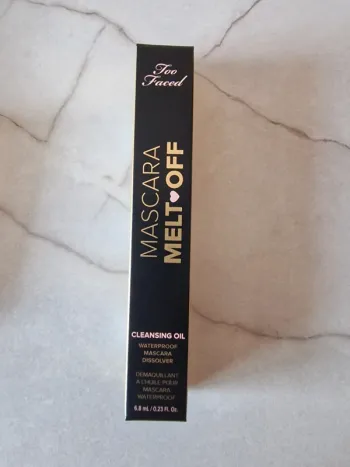 Too
Faced
MASCARA
MELT♥OFF
CLEANSING OIL
WATERPROOF
MASCARA
DISSOLVER
DÉMAQUILLANT
À L'HUILE POUR
MASCARA
WATERPROOF
6.8 mL / 0.23 Fl. Oz.